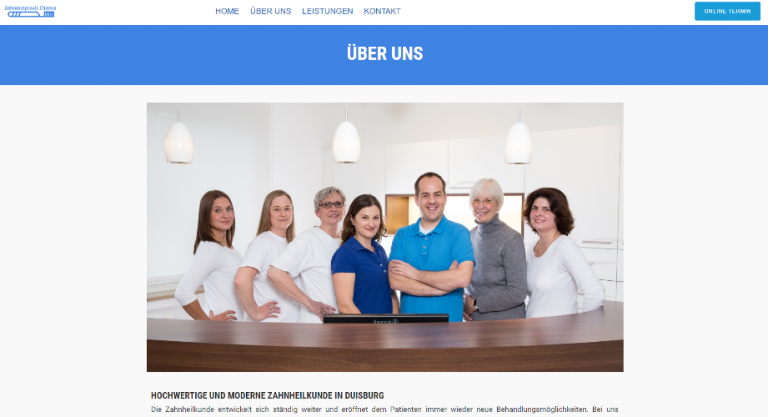 Zahnarztpraxis
HOME ÜBER UNS LEISTUNGEN KONTAKT
ONLINE TERMIN
ÜBER UNS
HOCHWERTIGE UND MODERNE ZAHNHEILKUNDE IN DUISBURG
Die Zahnheilkunde entwickelt sich ständig weiter und eröffnet dem Patienten immer wieder neue Behandlungsmöglichkeiten. Bei uns